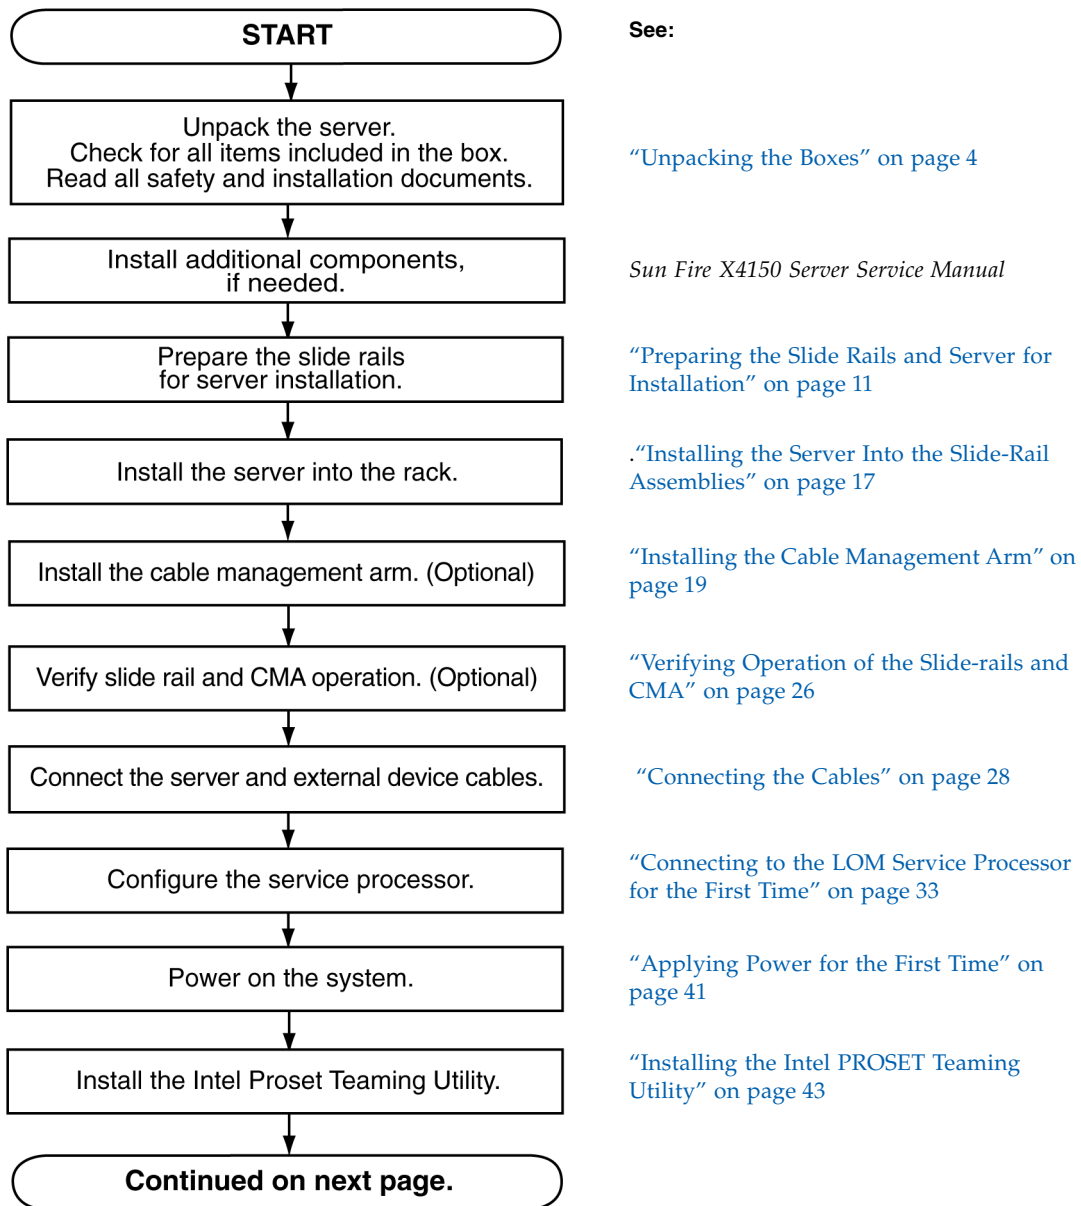 START
See:
Unpack the server.
Check for all items included in the box.
Read all safety and installation documents.
“Unpacking the Boxes” on page 4
Install additional components,
if needed.
Sun Fire X4150 Server Service Manual
Prepare the slide rails
for server installation.
“Preparing the Slide Rails and Server for
Installation” on page 11
Install the server into the rack.
.“Installing the Server Into the Slide-Rail
Assemblies” on page 17
Install the cable management arm. (Optional)
“Installing the Cable Management Arm” on
page 19
Verify slide rail and CMA operation. (Optional)
“Verifying Operation of the Slide-rails and
CMA” on page 26
Connect the server and external device cables.
“Connecting the Cables” on page 28
Configure the service processor.
“Connecting to the LOM Service Processor
for the First Time” on page 33
Power on the system.
“Applying Power for the First Time” on
page 41
Install the Intel Proset Teaming Utility.
“Installing the Intel PROSET Teaming
Utility” on page 43
Continued on next page.